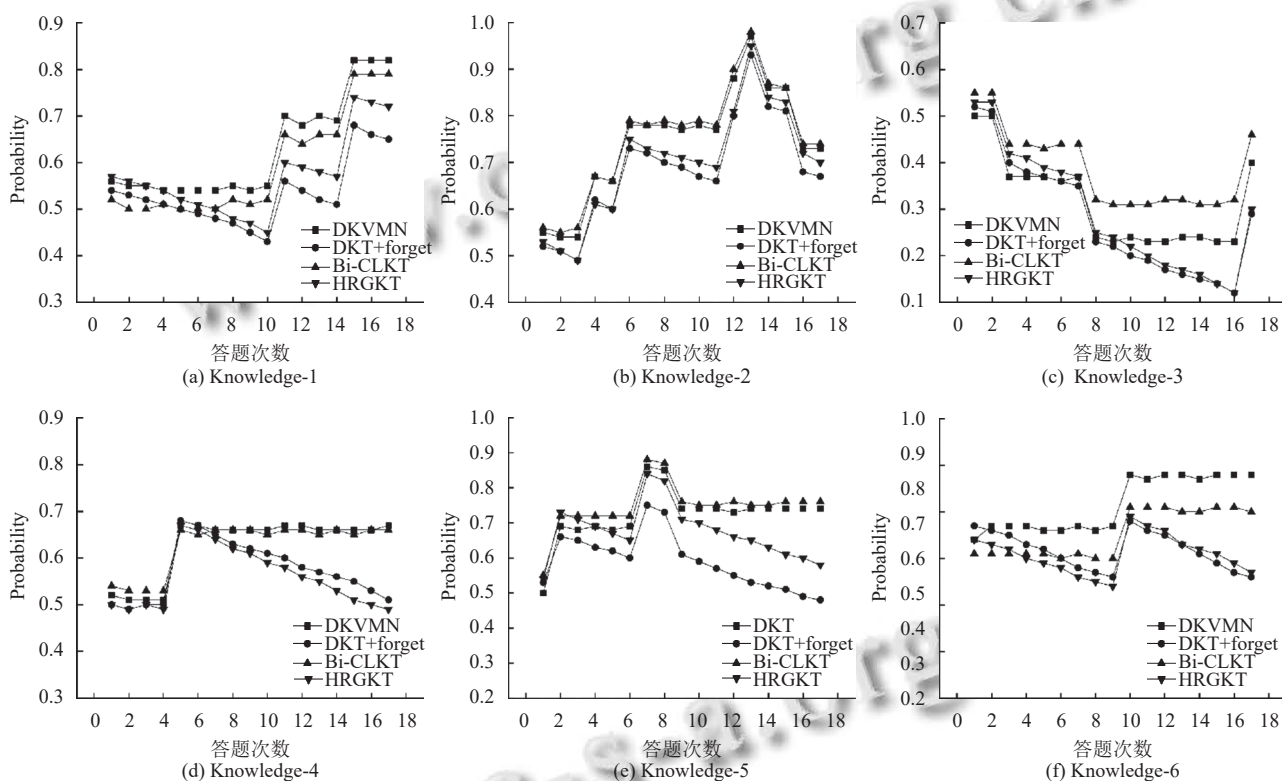 0.9
0.8
0.7
0.6
0.5
0.4
0.3
Probability
DKVMN
DKT+forget
Bi-CLKT
HRGKT
0 2 4 6 8 10 12 14 16 18
答题次数
(a) Knowledge-1
1.0
0.9
0.8
0.7
0.6
0.5
0.4
Probability
DKVMN
DKT+forget
Bi-CLKT
HRGKT
0 2 4 6 8 10 12 14 16 18
答题次数
(b) Knowledge-2
0.7
0.6
0.5
0.4
0.3
0.2
0.1
Probability
DKVMN
DKT+forget
Bi-CLKT
HRGKT
0 2 4 6 8 10 12 14 16 18
答题次数
(c) Knowledge-3
0.9
0.8
0.7
0.6
0.5
0.4
0.3
Probability
DKVMN
DKT+forget
Bi-CLKT
HRGKT
0 2 4 6 8 10 12 14 16 18
答题次数
(d) Knowledge-4
1.0
0.9
0.8
0.7
0.6
0.5
0.4
0.3
0.2
Probability
DKT
DKT+forget
Bi-CLKT
HRGKT
0 2 4 6 8 10 12 14 16 18
答题次数
(e) Knowledge-5
1.0
0.9
0.7
0.6
0.5
0.3
0.2
Probability
DKVMN
DKT+forget
Bi-CLKT
HRGKT
0 2 4 6 8 10 12 14 16 18
答题次数
(f) Knowledge-6